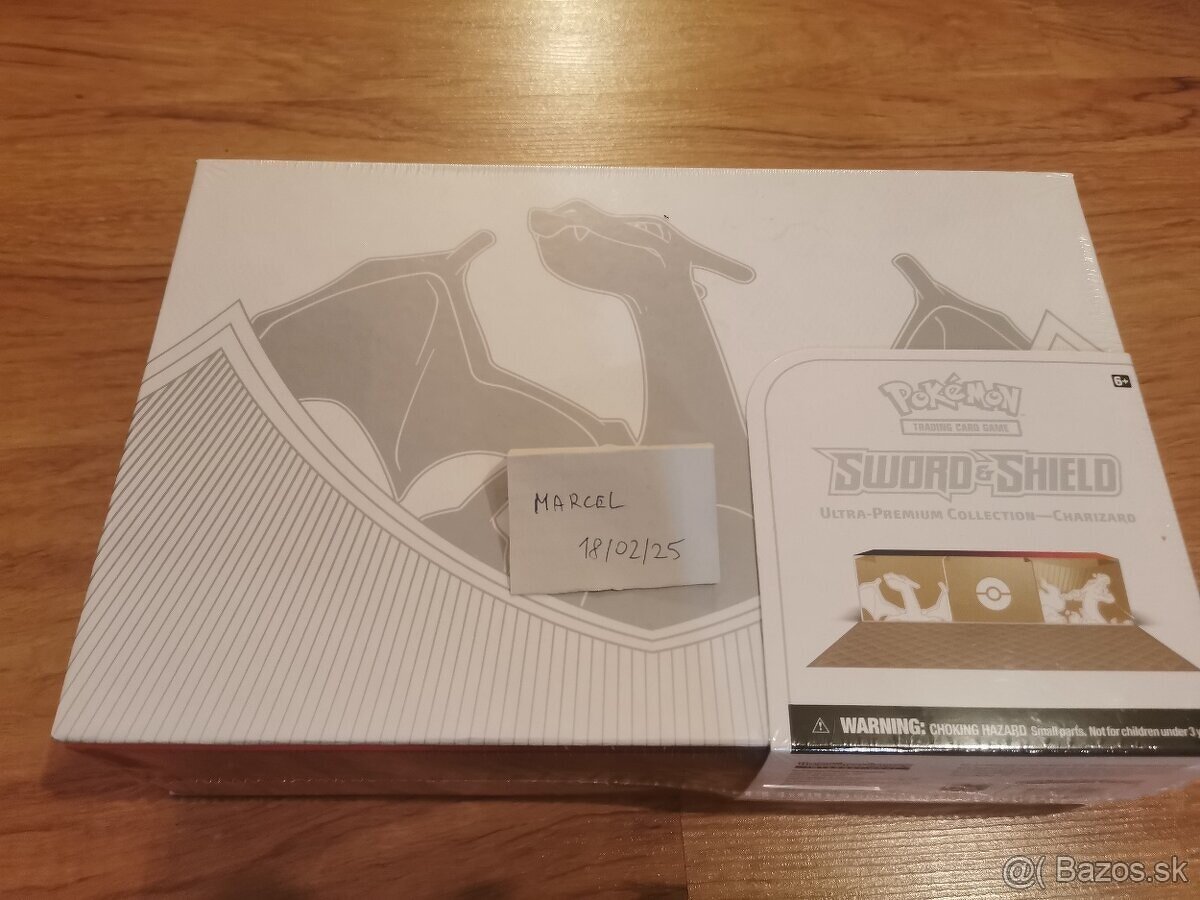 6+
POKÉMON
TRADING CARD GAME
SWORD & SHIELD
ULTRA-PREMIUM COLLECTION—CHARIZARD
MARCEL
18/02/25
WARNING: CHOKING HAZARD Small parts. Not for children under 3 y
@( Bazos.sk